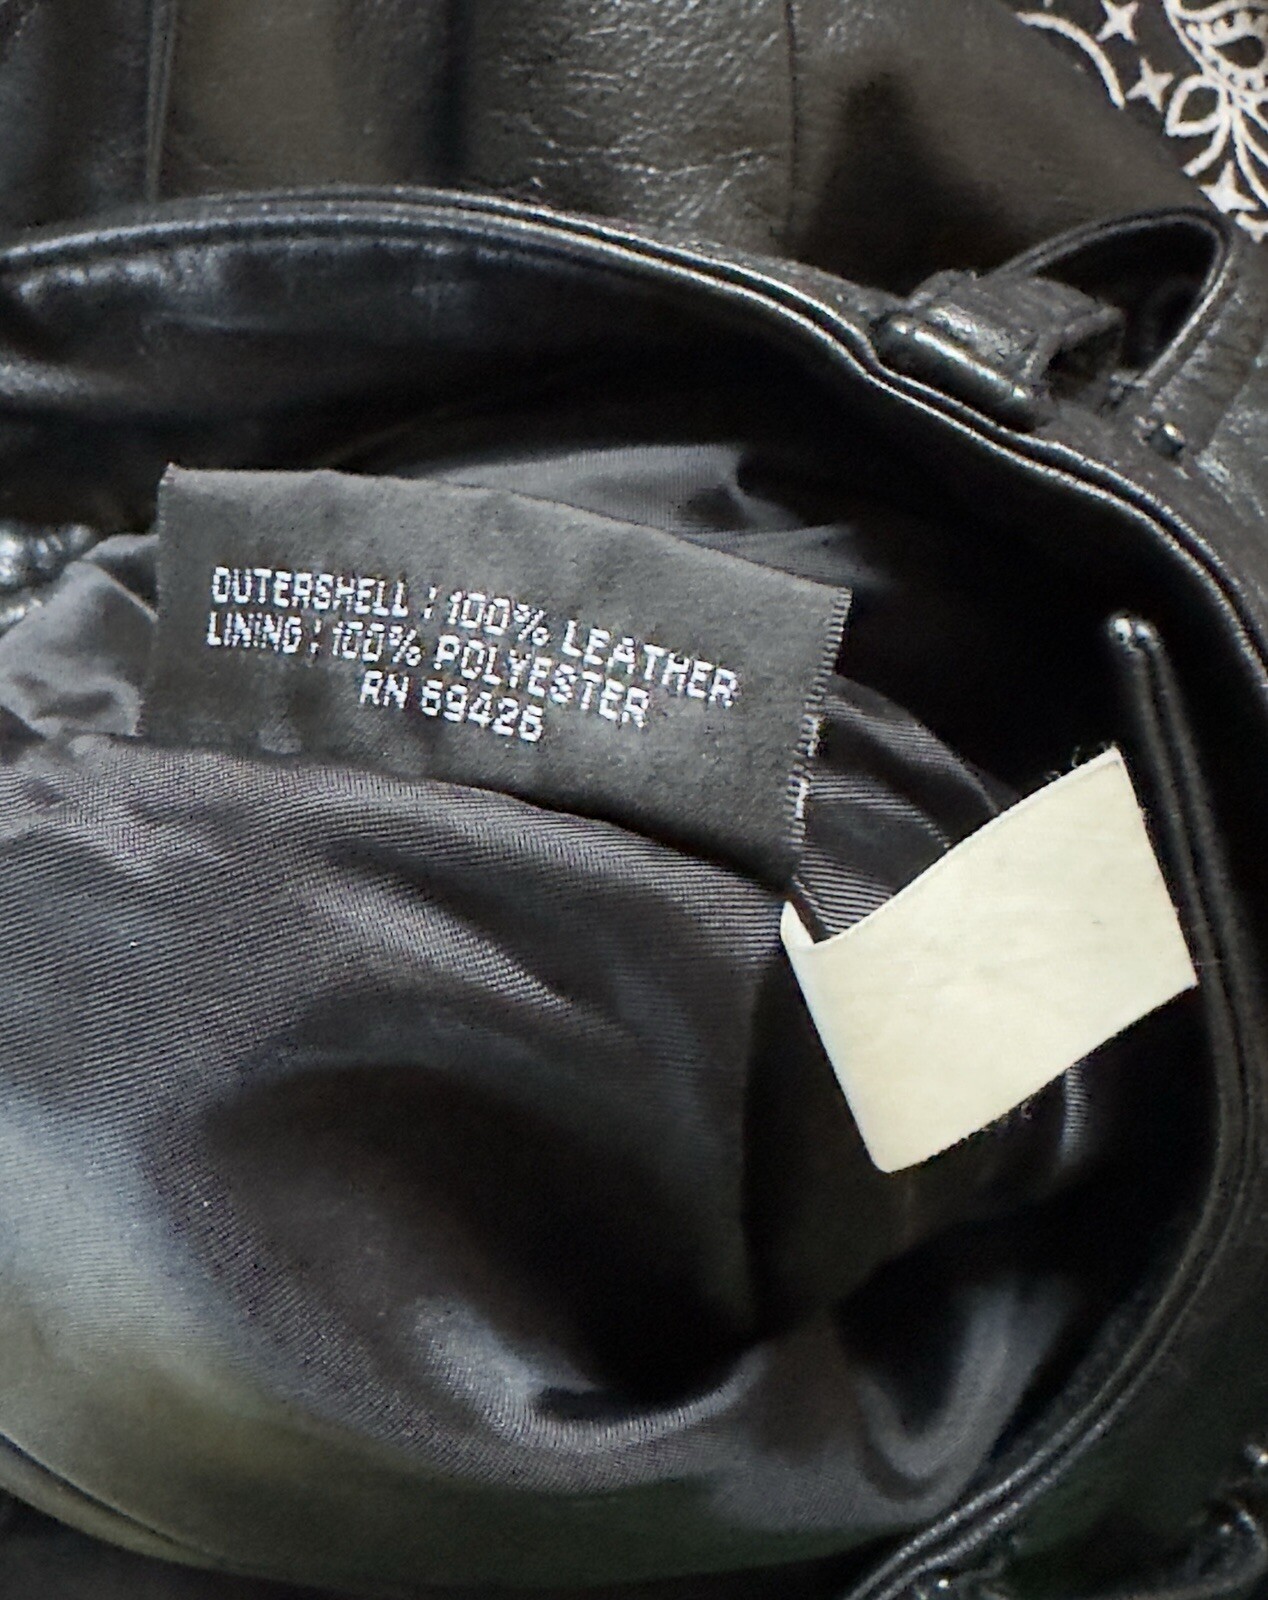 OUTERSHELL : 100% LEATHER
LINING : 100% POLYESTER
RN 69426